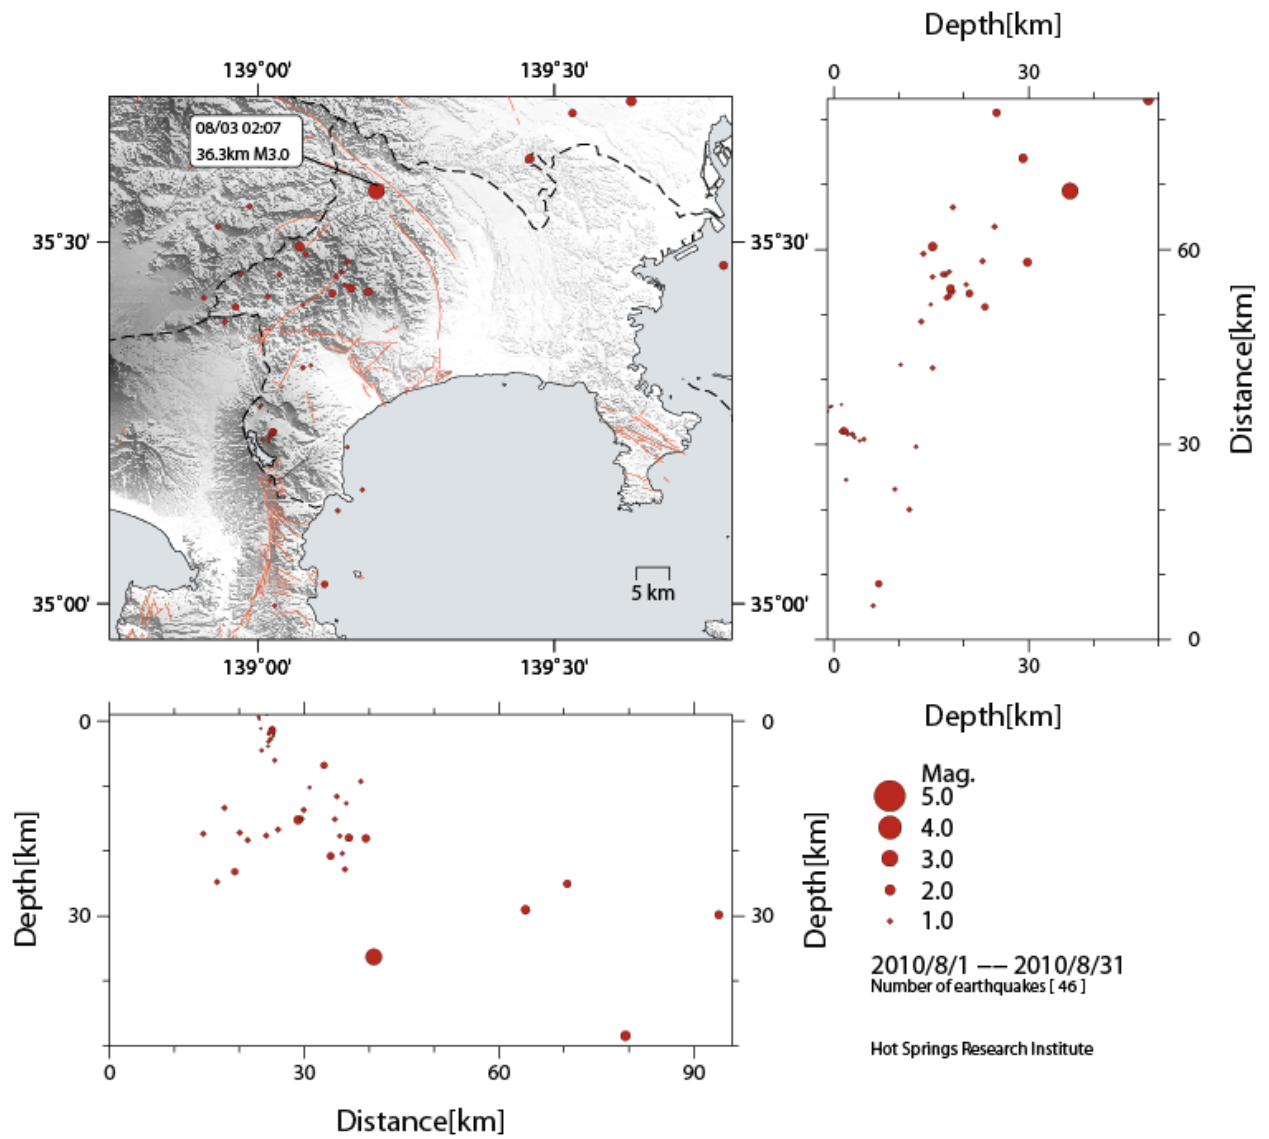 Depth[km]
139°00'
139°30'
0
30
08/03 02:07
36.3km M3.0
35°30'
35°30'
60
30
Distance[km]
5 km
35°00'
35°00'
0
139°00'
139°30'
0
30
Depth[km]
0
0
30
30
Depth[km]
Depth[km]
0
30
60
90
Distance[km]
Mag.
5.0
4.0
3.0
2.0
1.0
2010/8/1 −− 2010/8/31
Number of earthquakes [ 46 ]
Hot Springs Research Institute